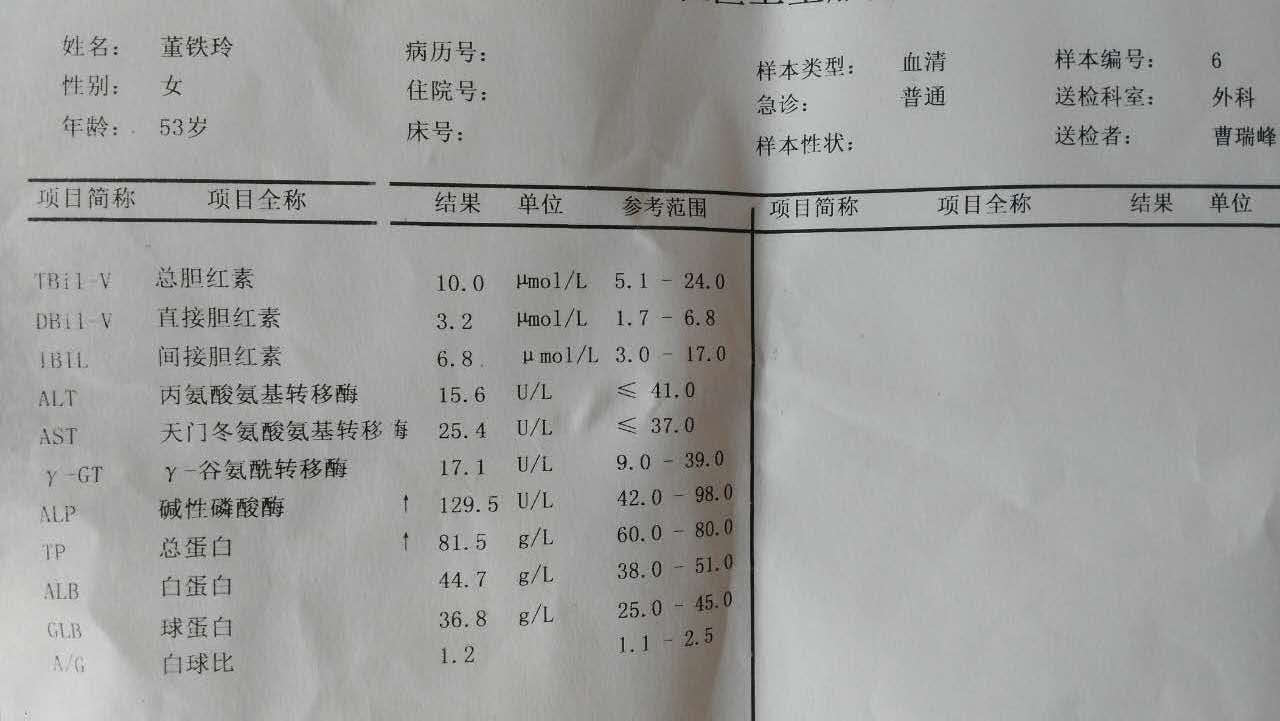 姓名： 董铁玲 病历号： 样本类型： 血清 样本编号： 6
性别： 女 住院号： 急诊： 普通 送检科室： 外科
年龄： 53岁 床号： 样本性状： 送检者： 曹瑞峰
项目简称 项目全称 结果 单位 参考范围 项目简称 项目全称 结果 单位
TBil-V 总胆红素 10.0 μmol/L 5.1 - 24.0
DBil-V 直接胆红素 3.2 μmol/L 1.7 - 6.8
IBIL 间接胆红素 6.8 μmol/L 3.0 - 17.0
ALT 丙氨酸氨基转移酶 15.6 U/L ≤ 41.0
AST 天门冬氨酸氨基转移酶 25.4 U/L ≤ 37.0
γ-GT γ-谷氨酰转移酶 17.1 U/L 9.0 - 39.0
ALP 碱性磷酸酶 ↑ 129.5 U/L 42.0 - 98.0
TP 总蛋白 ↑ 81.5 g/L 60.0 - 80.0
ALB 白蛋白 44.7 g/L 38.0 - 51.0
GLB 球蛋白 36.8 g/L 25.0 - 45.0
A/G 白球比 1.2 1.1 - 2.5